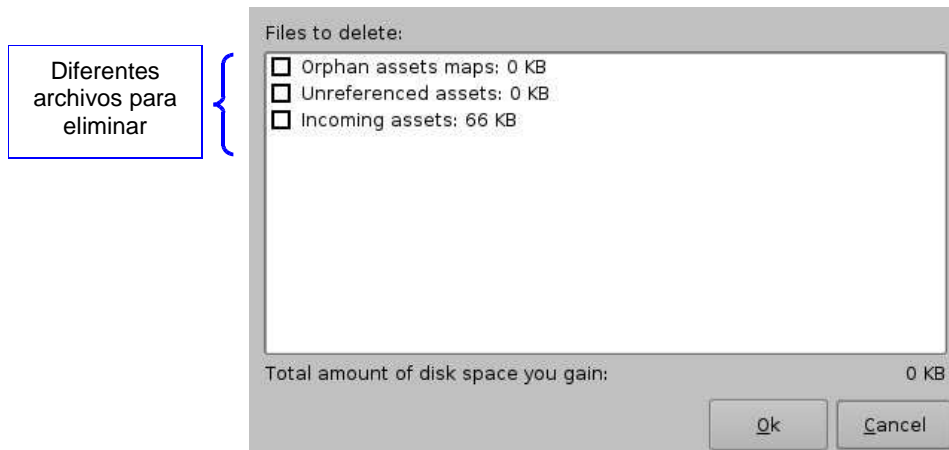 Files to delete:
Diferentes
archivos para
eliminar
Orphan assets maps: 0 KB
Unreferenced assets: 0 KB
Incoming assets: 66 KB
Total amount of disk space you gain: 0 KB
Ok
Cancel